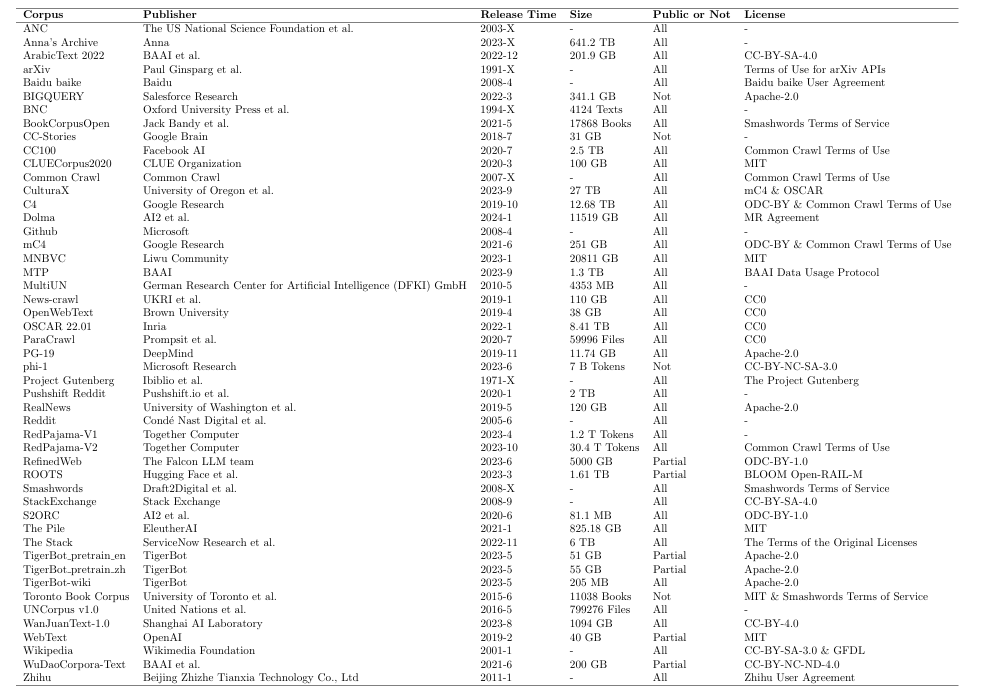 Corpus Publisher Release Time Size Public or Not License
ANC The US National Science Foundation et al. 2003-X - All -
Anna's Archive Anna 2023-X 641.2 TB All -
ArabicText 2022 BAAI et al. 2022-12 201.9 GB All CC-BY-SA-4.0
arXiv Paul Ginsparg et al. 1991-X - All Terms of Use for arXiv APIs
Baidu baike Baidu 2008-4 - All Baidu baike User Agreement
BIGQUERY Salesforce Research 2022-3 341.1 GB Not Apache-2.0
BNC Oxford University Press et al. 1994-X 4124 Texts All -
BookCorpusOpen Jack Bandy et al. 2021-5 17868 Books All Smashwords Terms of Service
CC-Stories Google Brain 2018-7 31 GB Not -
CC100 Facebook AI 2020-7 2.5 TB All Common Crawl Terms of Use
CLUECorpus2020 CLUE Organization 2020-3 100 GB All MIT
Common Crawl Common Crawl 2007-X - All Common Crawl Terms of Use
CulturaX University of Oregon et al. 2023-9 27 TB All mC4 & OSCAR
C4 Google Research 2019-10 12.68 TB All ODC-BY & Common Crawl Terms of Use
Dolma AI2 et al. 2024-1 11519 GB All MR Agreement
Github Microsoft 2008-4 - All -
mC4 Google Research 2021-6 251 GB All ODC-BY & Common Crawl Terms of Use
MNBVC Liwu Community 2023-1 20811 GB All MIT
MTP BAAI 2023-9 1.3 TB All BAAI Data Usage Protocol
MultiUN German Research Center for Artificial Intelligence (DFKI) GmbH 2010-5 4353 MB All -
News-crawl UKRI et al. 2019-1 110 GB All CC0
OpenWebText Brown University 2019-4 38 GB All CC0
OSCAR 22.01 Inria 2022-1 8.41 TB All CC0
ParaCrawl Prompsit et al. 2020-7 59996 Files All CC0
PG-19 DeepMind 2019-11 11.74 GB All Apache-2.0
phi-1 Microsoft Research 2023-6 7 B Tokens Not CC-BY-NC-SA-3.0
Project Gutenberg Ibiblio et al. 1971-X - All The Project Gutenberg
Pushshift Reddit Pushshift.io et al. 2020-1 2 TB All -
RealNews University of Washington et al. 2019-5 120 GB All Apache-2.0
Reddit Condé Nast Digital et al. 2005-6 - All -
RedPajama-V1 Together Computer 2023-4 1.2 T Tokens All -
RedPajama-V2 Together Computer 2023-10 30.4 T Tokens All Common Crawl Terms of Use
RefinedWeb The Falcon LLM team 2023-6 5000 GB Partial ODC-BY-1.0
ROOTS Hugging Face et al. 2023-3 1.61 TB Partial BLOOM Open-RAIL-M
Smashwords Draft2Digital et al. 2008-X - All Smashwords Terms of Service
StackExchange Stack Exchange 2008-9 - All CC-BY-SA-4.0
S2ORC AI2 et al. 2020-6 81.1 MB All ODC-BY-1.0
The Pile EleutherAI 2021-1 825.18 GB All MIT
The Stack ServiceNow Research et al. 2022-11 6 TB All The Terms of the Original Licenses
TigerBot_pretrain_en TigerBot 2023-5 51 GB Partial Apache-2.0
TigerBot_pretrain_zh TigerBot 2023-5 55 GB Partial Apache-2.0
TigerBot-wiki TigerBot 2023-5 205 MB All Apache-2.0
Toronto Book Corpus University of Toronto et al. 2015-6 11038 Books Not MIT & Smashwords Terms of Service
UNCorpus v1.0 United Nations et al. 2016-5 799276 Files All -
WanJuanText-1.0 Shanghai AI Laboratory 2023-8 1094 GB All CC-BY-4.0
WebText OpenAI 2019-2 40 GB Partial MIT
Wikipedia Wikimedia Foundation 2001-1 - All CC-BY-SA-3.0 & GFDL
WuDaoCorpora-Text BAAI et al. 2021-6 200 GB Partial CC-BY-NC-ND-4.0
Zhihu Beijing Zhizhe Tianxia Technology Co., Ltd 2011-1 - All Zhihu User Agreement